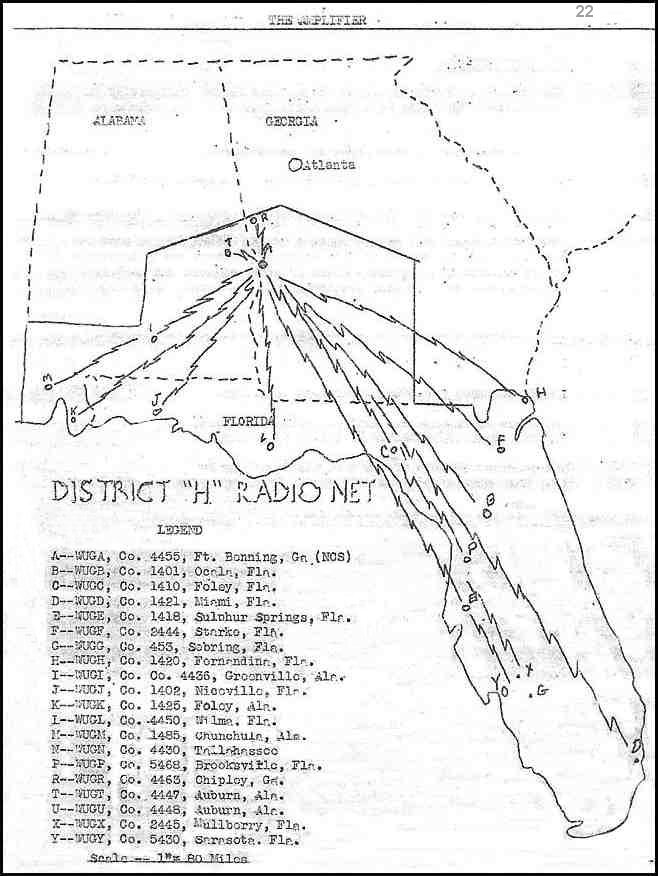 22
THE AMPLIFIER
ALABAMA
GEORGIA
Atlanta
R
T
A
M
K
J
FLORIDA
L
H
F
C
B
P
E
X
Y
G
D
DISTRICT "H" RADIO NET
LEGEND
A--WUGA, Co. 4455, Ft. Benning, Ga (NCS)
B--WUGB, Co. 1401, Ocala, Fla.
C--WUGC, Co. 1410, Foley, Fla.
D--WUGD, Co. 1421, Miami, Fla.
E--WUGE, Co. 1418, Sulphur Springs, Fla.
F--WUGF, Co. 2444, Starke, Fla.
G--WUGG, Co. 453, Sebring, Fla.
H--WUGH, Co. 1420, Fernandina, Fla.
I--WUGI, Co. Co. 4436, Greenville, Ala.
J--WUGJ, Co. 1402, Niceville, Fla.
K--WUGK, Co. 1425, Foley, Ala.
L--WUGL, Co. 4450, Wilma. Fla.
M--WUGM, Co. 1485, Chunchula, Ala.
N--WUGN, Co. 4430, Tallahassee
P--WUGP, Co. 5468, Brooksville, Fla.
R--WUGR, Co. 4463, Chipley, Ga.
T--WUGT, Co. 4447, Auburn, Ala.
U--WUGU, Co. 4448, Auburn, Ala.
X--WUGX, Co. 2445, Mullberry, Fla.
Y--WUGY, Co. 5430, Sarasota. Fla.
Scale -- 1"= 80 Miles